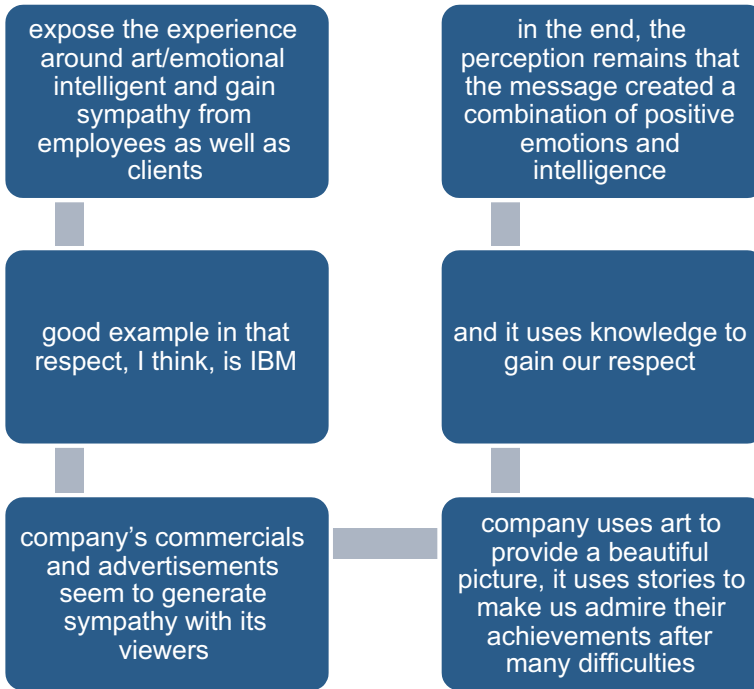 expose the experience
around art/emotional
intelligent and gain
sympathy from
employees as well as
clients
good example in that
respect, I think, is IBM
company’s commercials
and advertisements
seem to generate
sympathy with its
viewers
company uses art to
provide a beautiful
picture, it uses stories to
make us admire their
achievements after
many difficulties
and it uses knowledge to
gain our respect
in the end, the
perception remains that
the message created a
combination of positive
emotions and
intelligence